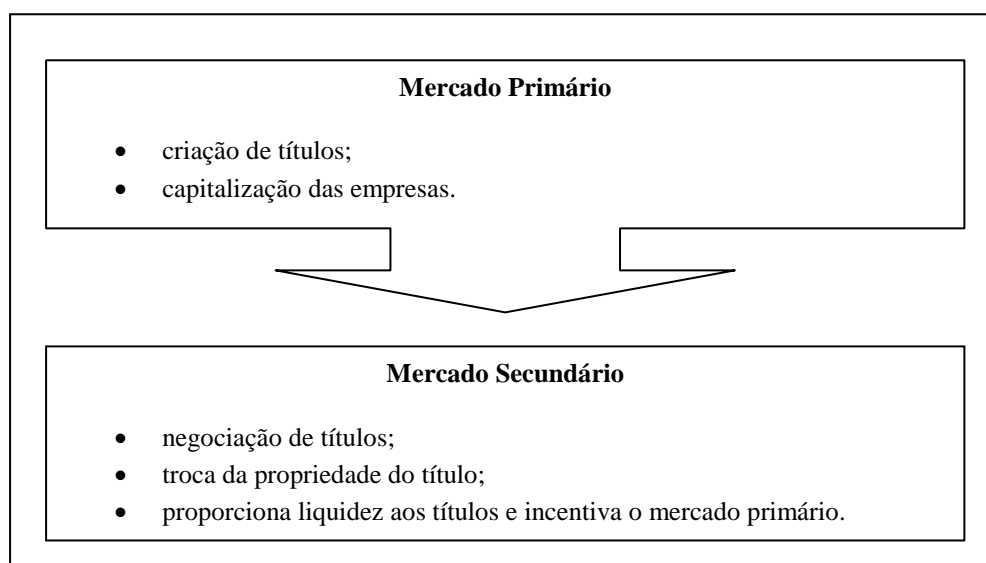 Mercado Primário
• criação de títulos;
• capitalização das empresas.
Mercado Secundário
• negociação de títulos;
• troca da propriedade do título;
• proporciona liquidez aos títulos e incentiva o mercado primário.